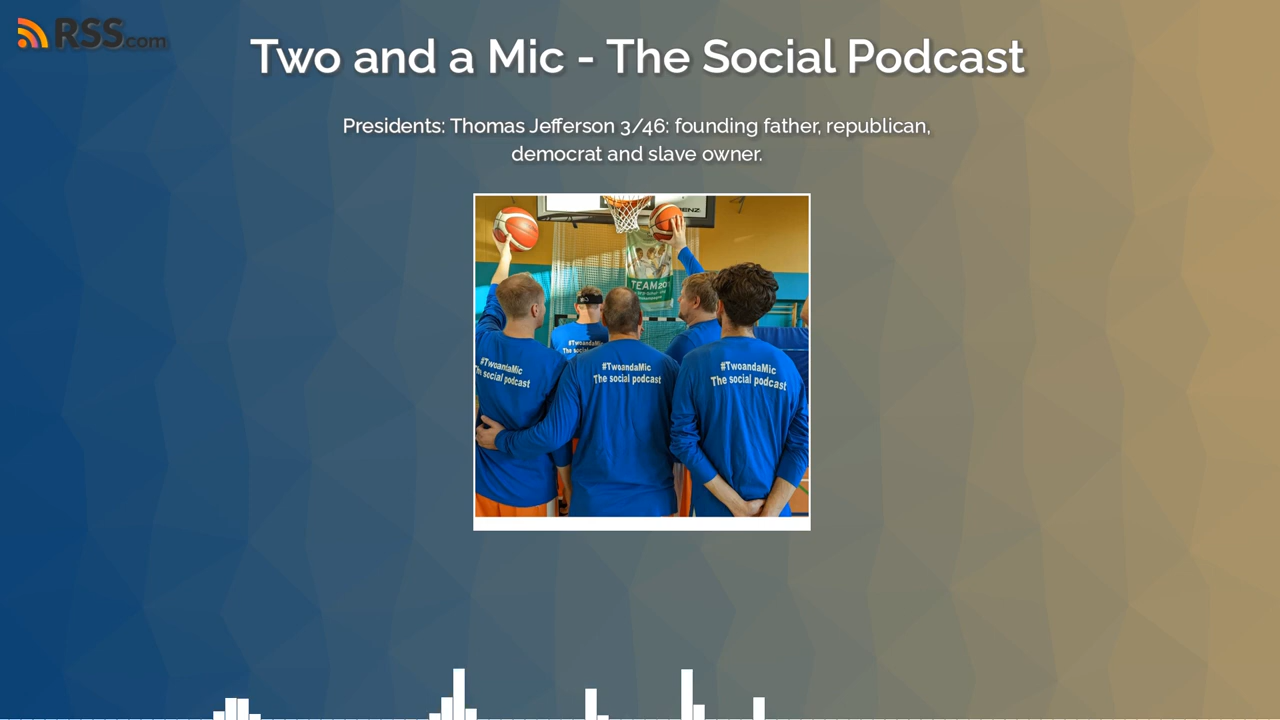 RSS.com
Two and a Mic - The Social Podcast
Presidents: Thomas Jefferson 3/46: founding father, republican,
democrat and slave owner.
TEAM20
#TwoandaMic
The social podcast
#TwoandaMic
The social podcast
#TwoandaMic
The social podcast